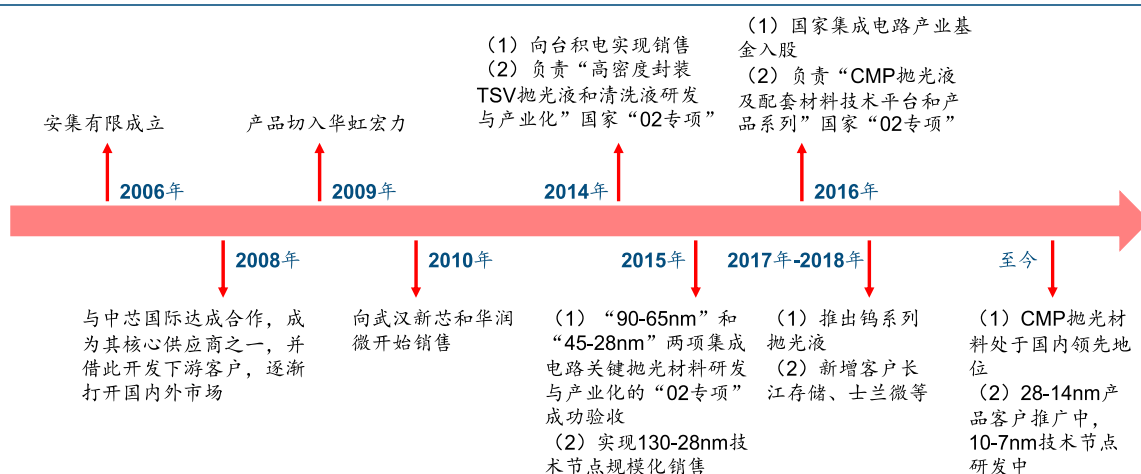 安集有限成立
2006年
与中芯国际达成合作，成
为其核心供应商之一，并
借此开发下游客户，逐渐
打开国内外市场
2008年
产品切入华虹宏力
2009年
向武汉新芯和华润
微开始销售
2010年
（1）向台积电实现销售
（2）负责“高密度封装
TSV抛光液和清洗液研发
与产业化”国家“02专项”
2014年
2015年
（1）“90-65nm”和
“45-28nm”两项集成
电路关键抛光材料研发
与产业化的“02专项”
成功验收
（2）实现130-28nm技
术节点规模化销售
（1）国家集成电路产业基
金入股
（2）负责“CMP抛光液
及配套材料技术平台和产
品系列”国家“02专项”
2016年
2017年-2018年
（1）推出钨系列
抛光液
（2）新增客户长
江存储、士兰微等
至今
（1）CMP抛光材
料处于国内领先地
位
（2）28-14nm产
品客户推广中，
10-7nm技术节点
研发中